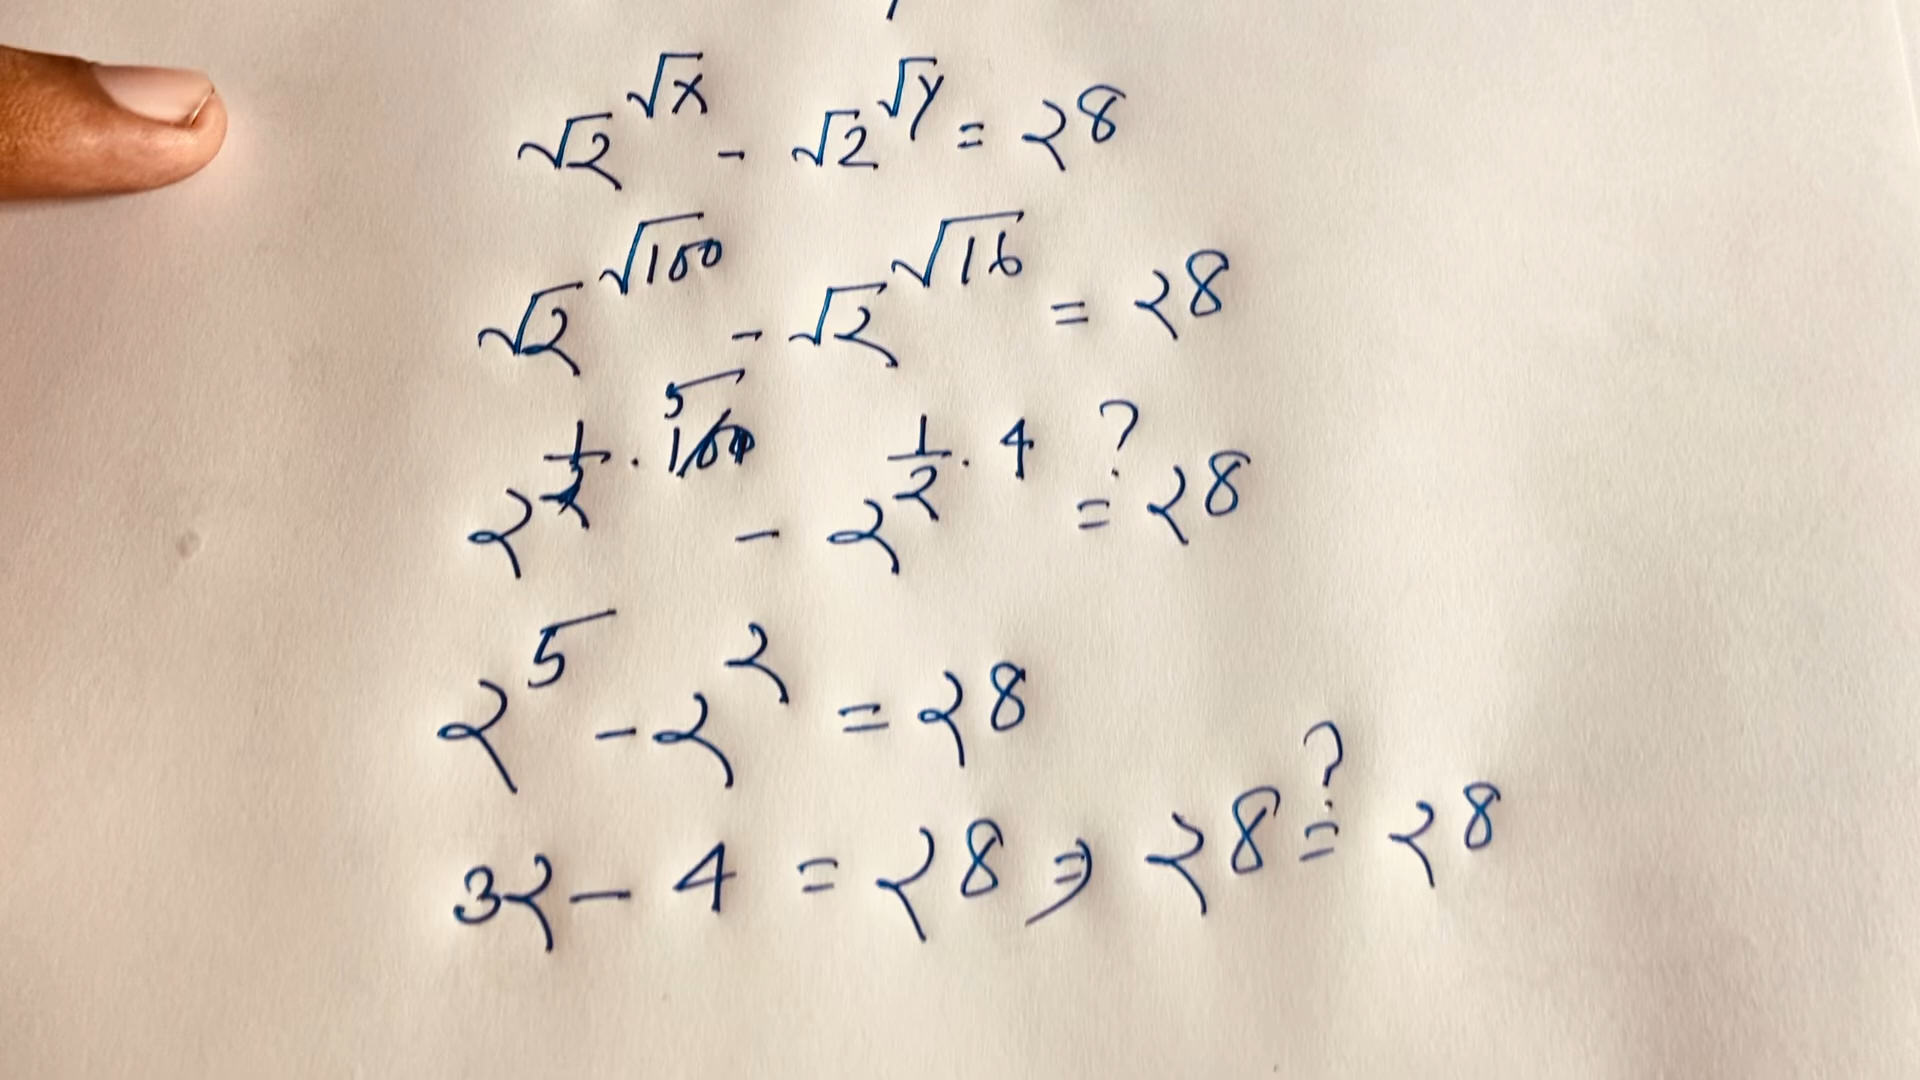 √2^√x - √2^√y = 28
√2^√100 - √2^√16 = 28
2^(1/2 · 10) 5 - 2^(1/2 · 4) =? 28
2^5 - 2^2 = 28
32 - 4 = 28 ⇒ 28 =? 28